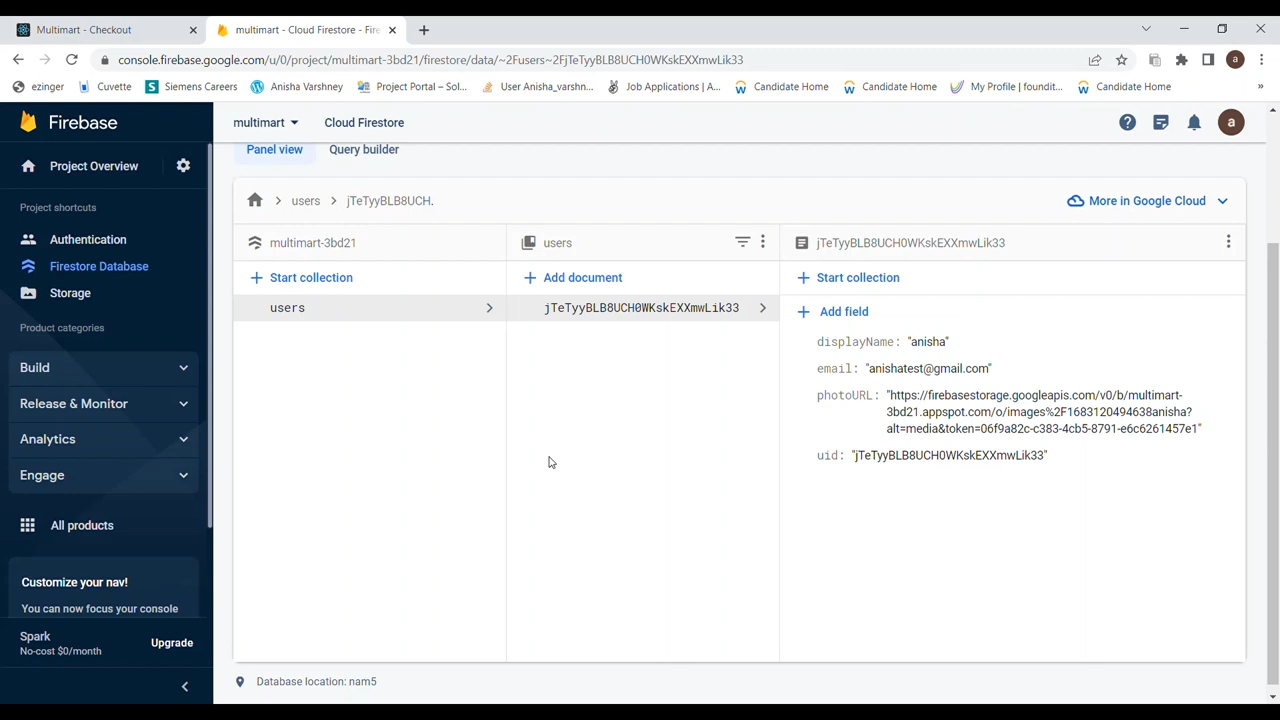 Multimart - Checkout
multimart - Cloud Firestore - Fire
console.firebase.google.com/u/0/project/multimart-3bd21/firestore/data/~2Fusers~2FjTeTyyBLB8UCH0WKskEXXmwLik33
a
ezinger
Cuvette
Siemens Careers
Anisha Varshney
Project Portal – Sol...
User Anisha_varshn...
Job Applications | A...
Candidate Home
Candidate Home
My Profile | foundit...
Candidate Home
»
Firebase
multimart
Cloud Firestore
a
Project Overview
Panel view
Query builder
Project shortcuts
users
jTeTyyBLB8UCH.
More in Google Cloud
Authentication
multimart-3bd21
users
jTeTyyBLB8UCH0WKskEXXmwLik33
Firestore Database
Start collection
Add document
Start collection
Storage
users
jTeTyyBLB8UCH0WKskEXXmwLik33
Add field
Product categories
displayName: "anisha"
Build
email: "anishatest@gmail.com"
Release & Monitor
photoURL: "https://firebasestorage.googleapis.com/v0/b/multimart-
3bd21.appspot.com/o/images%2F1683120494638anisha?
alt=media&token=06f9a82c-c383-4cb5-8791-e6c6261457e1"
Analytics
uid: "jTeTyyBLB8UCH0WKskEXXmwLik33"
Engage
All products
Customize your nav!
You can now focus your console
Spark
No-cost $0/month
Upgrade
Database location: nam5